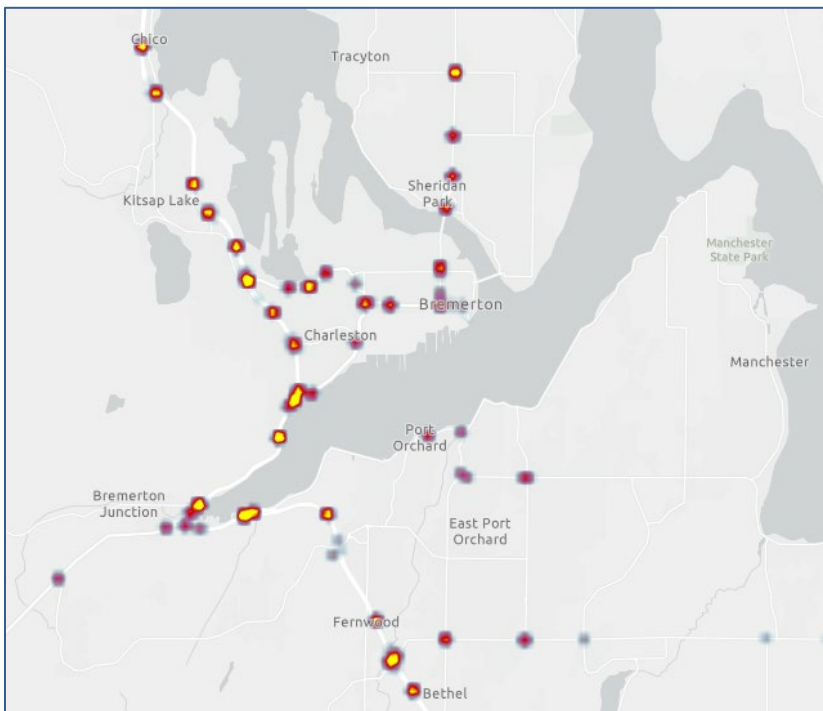 Chico
Tracyton
Kitsap Lake
Sheridan
Park
Manchester
State Park
Bremerton
Charleston
Manchester
Port
Orchard
Bremerton
Junction
East Port
Orchard
Fernwood
Bethel